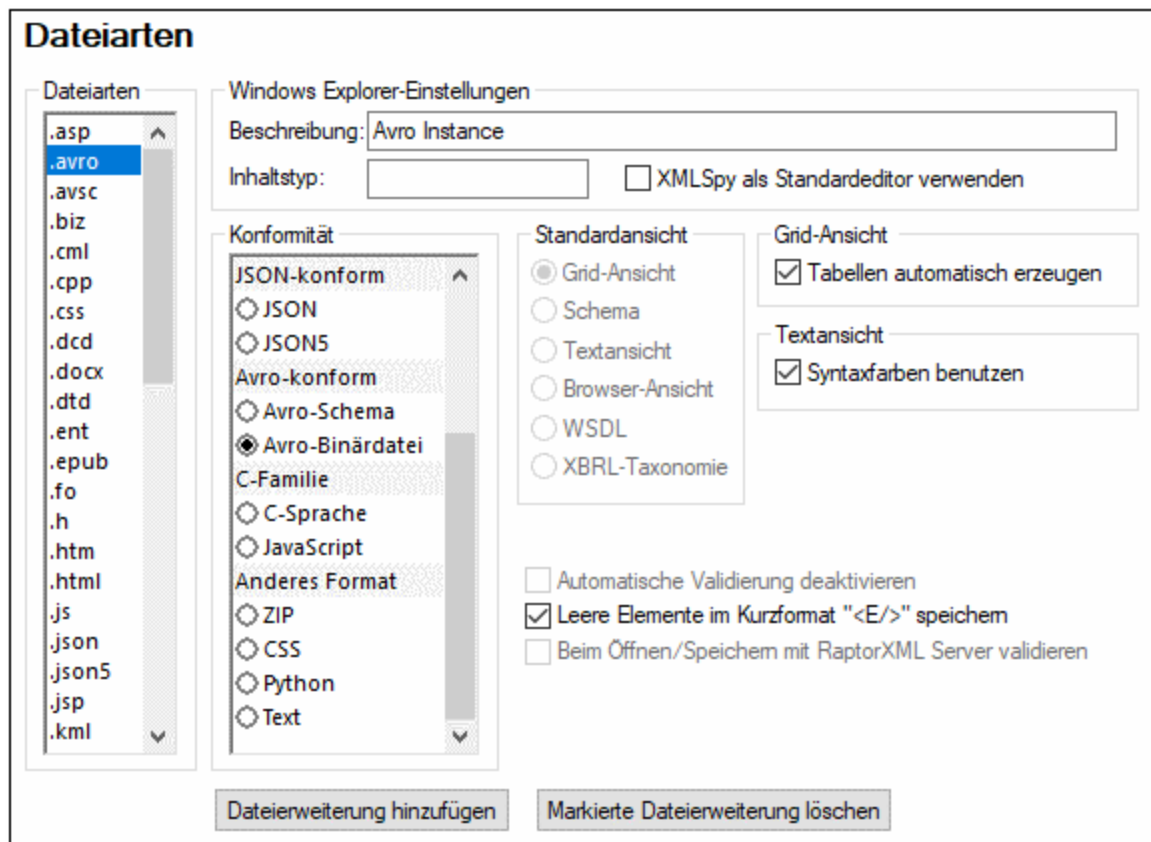 Dateiarten
Dateiarten
.asp
.avro
.avsc
.biz
.cml
.cpp
.css
.dcd
.docx
.dtd
.ent
.epub
.fo
.h
.htm
.html
.js
.json
.json5
.jsp
.kml
Windows Explorer-Einstellungen
Beschreibung: Avro Instance
Inhaltstyp:
XMLSpy als Standardeditor verwenden
Konformität
JSON-konform
JSON
JSON5
Avro-konform
Avro-Schema
Avro-Binärdatei
C-Familie
C-Sprache
JavaScript
Anderes Format
ZIP
CSS
Python
Text
Standardansicht
Grid-Ansicht
Schema
Textansicht
Browser-Ansicht
WSDL
XBRL-Taxonomie
Grid-Ansicht
Tabellen automatisch erzeugen
Textansicht
Syntaxfarben benutzen
Automatische Validierung deaktivieren
Leere Elemente im Kurzformat "<E/>" speichern
Beim Öffnen/Speichern mit RaptorXML Server validieren
Dateierweiterung hinzufügen
Markierte Dateierweiterung löschen